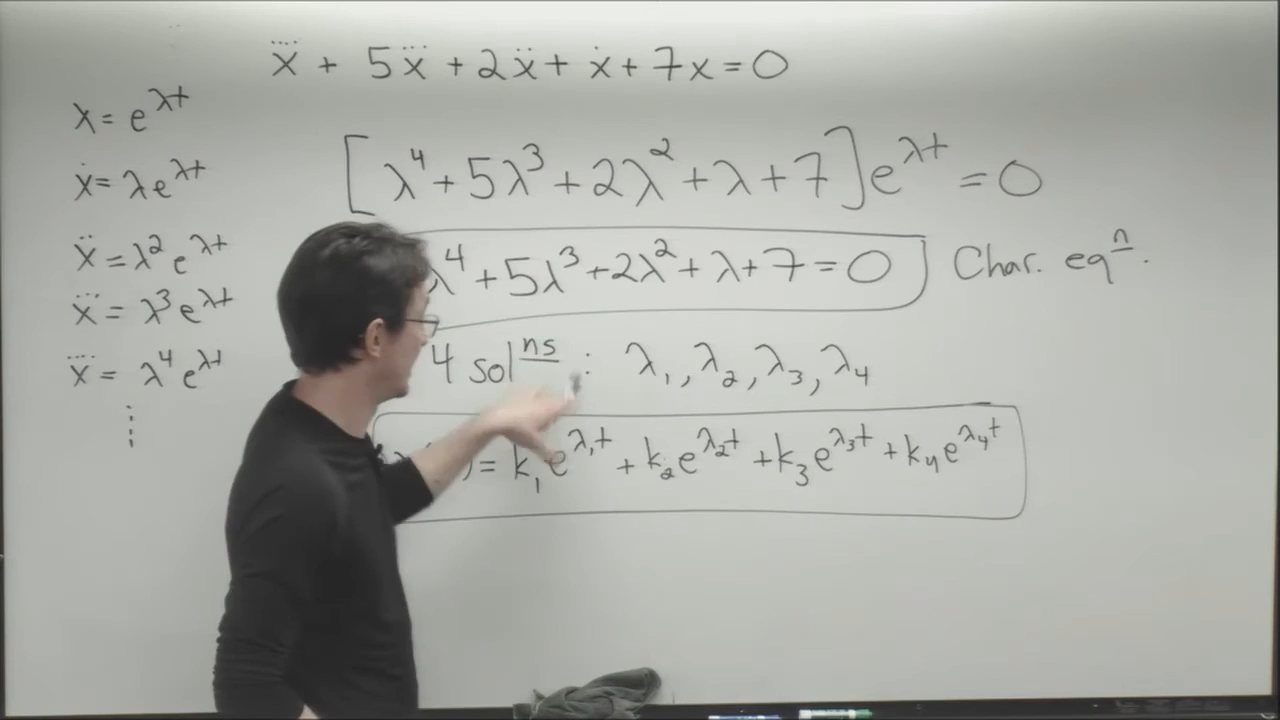 x⃜ + 5x⃛ + 2ẍ + ẋ + 7x = 0
x = e^{λt}
ẋ = λe^{λt}
ẍ = λ²e^{λt}
x⃛ = λ³e^{λt}
x⃜ = λ⁴e^{λt}
⋮
[λ⁴ + 5λ³ + 2λ² + λ + 7]e^{λt} = 0
λ⁴ + 5λ³ + 2λ² + λ + 7 = 0 Char. eqⁿ.
4 solⁿˢ : λ₁, λ₂, λ₃, λ₄
) = k₁e^{λ₁t} + k₂e^{λ₂t} + k₃e^{λ₃t} + k₄e^{λ₄t}